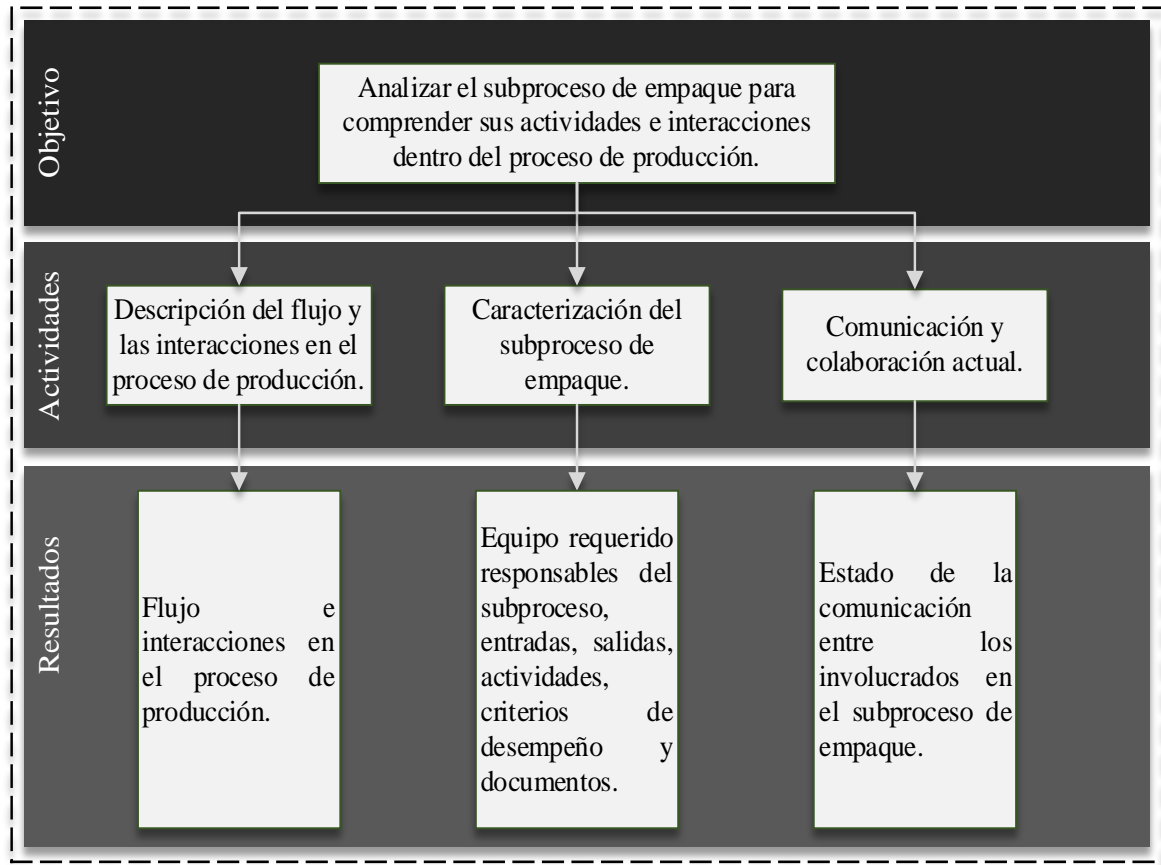 Objetivo
Analizar el subproceso de empaque para
comprender sus actividades e interacciones
dentro del proceso de producción.
Actividades
Descripción del flujo y
las interacciones en el
proceso de producción.
Caracterización del
subproceso de
empaque.
Comunicación y
colaboración actual.
Resultados
Flujo e
interacciones en
el proceso de
producción.
Equipo requerido
responsables del
subproceso,
entradas, salidas,
actividades,
criterios de
desempeño y
documentos.
Estado de la
comunicación
entre los
involucrados en
el subproceso de
empaque.